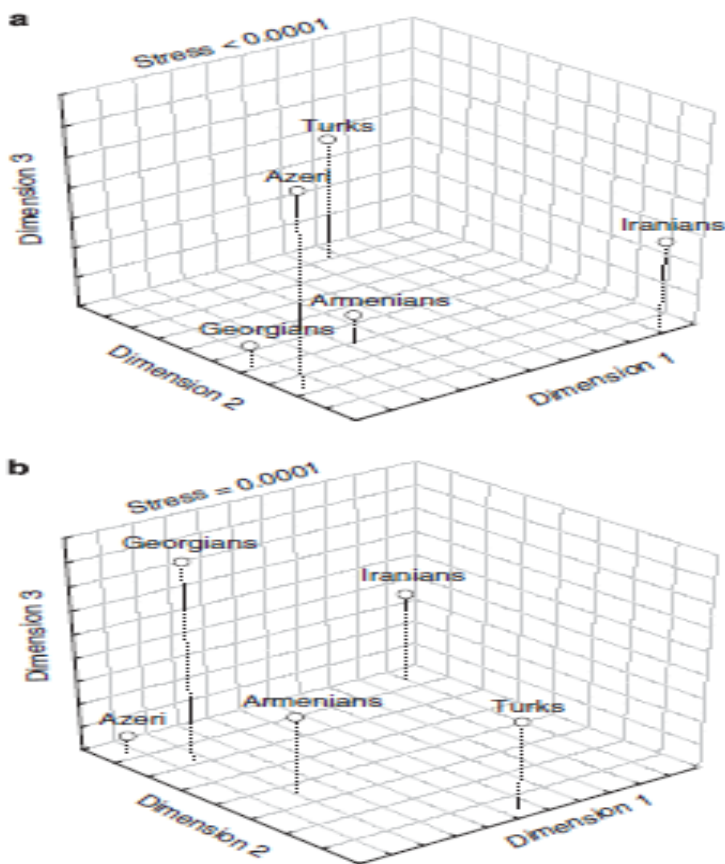 a
Stress < 0.0001
Turks
Azeri
Iranians
Armenians
Georgians
Dimension 3
Dimension 2
Dimension 1
b
Stress = 0.0001
Georgians
Iranians
Armenians
Turks
Azeri
Dimension 3
Dimension 2
Dimension 1